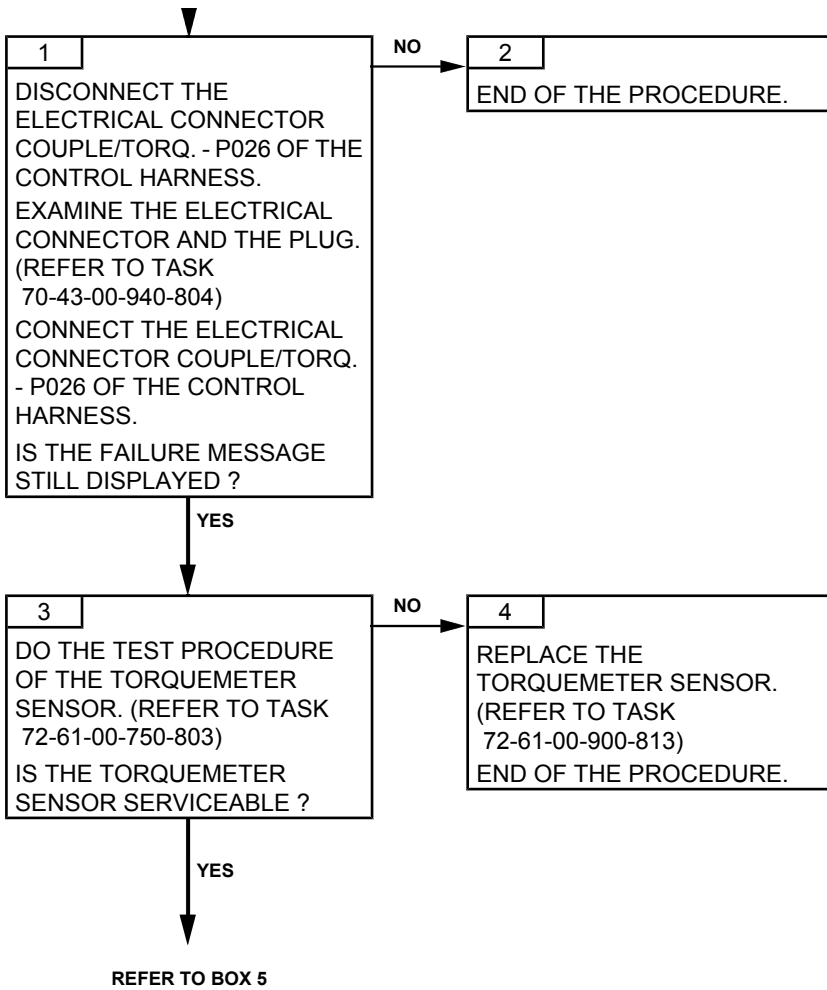 1
DISCONNECT THE
ELECTRICAL CONNECTOR
COUPLE/TORQ. - P026 OF THE
CONTROL HARNESS.
EXAMINE THE ELECTRICAL
CONNECTOR AND THE PLUG.
(REFER TO TASK
70-43-00-940-804)
CONNECT THE ELECTRICAL
CONNECTOR COUPLE/TORQ.
- P026 OF THE CONTROL
HARNESS.
IS THE FAILURE MESSAGE
STILL DISPLAYED ?
NO
2
END OF THE PROCEDURE.
YES
3
DO THE TEST PROCEDURE
OF THE TORQUEMETER
SENSOR. (REFER TO TASK
72-61-00-750-803)
IS THE TORQUEMETER
SENSOR SERVICEABLE ?
NO
4
REPLACE THE
TORQUEMETER SENSOR.
(REFER TO TASK
72-61-00-900-813)
END OF THE PROCEDURE.
YES
REFER TO BOX 5